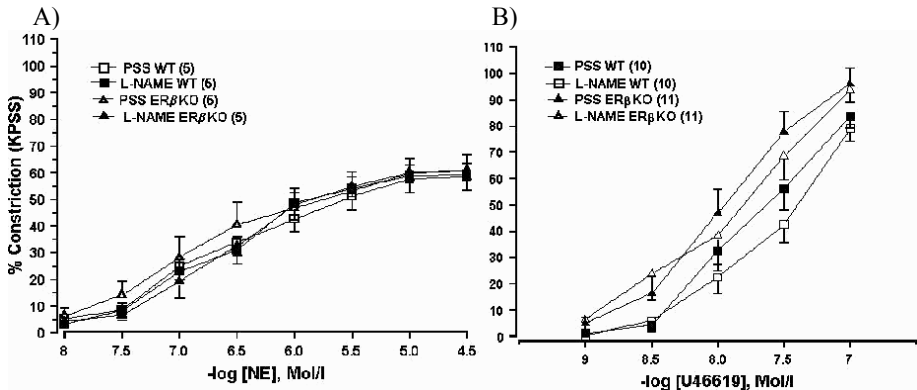 A)
B)
% Constriction (KPSS)
110
100
90
80
70
60
50
40
30
20
10
0
PSS WT (5)
L-NAME WT (5)
PSS ERβKO (5)
L-NAME ERβKO (5)
8
7.5
7.0
6.5
6.0
5.5
5.0
4.5
-log [NE], Mol/l
110
100
90
80
70
60
50
40
30
20
10
0
PSS WT (10)
L-NAME WT (10)
PSS ERβKO (11)
L-NAME ERβKO (11)
9
8.5
8.0
7.5
7
-log [U46619], Mol/l